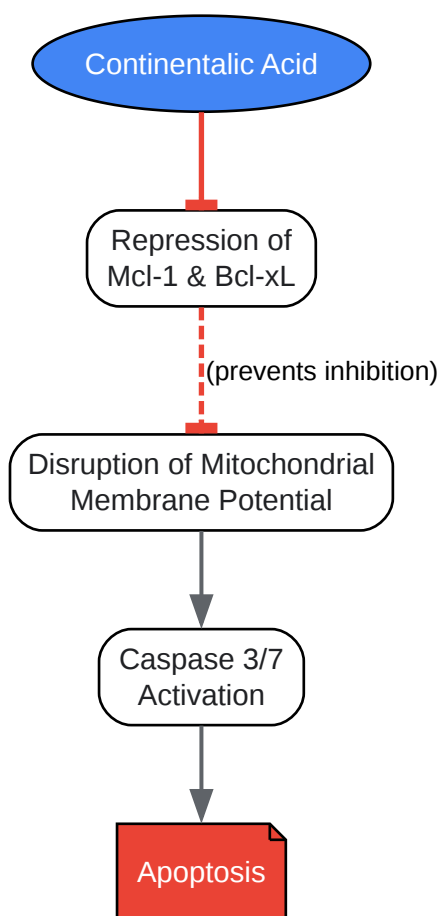 Continentalic Acid
Repression of
Mcl-1 & Bcl-xL
(prevents inhibition)
Disruption of Mitochondrial
Membrane Potential
Caspase 3/7
Activation
Apoptosis